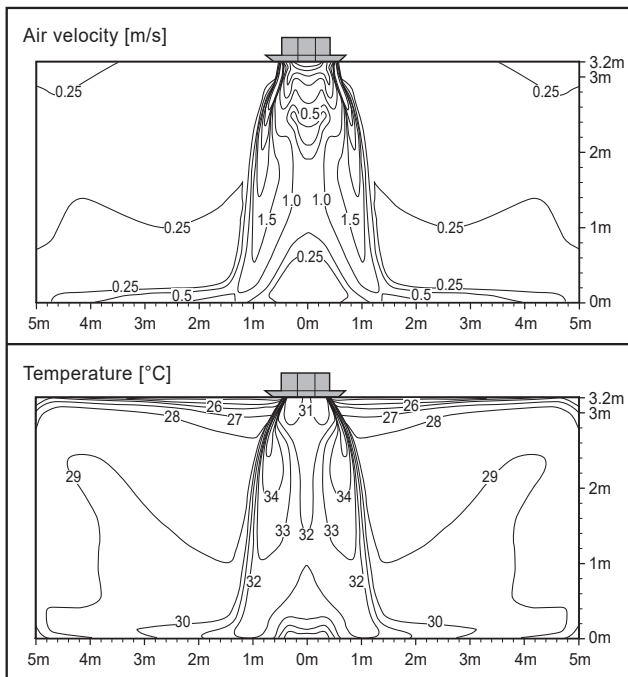 Air velocity [m/s]
3.2m
3m
0.25 0.25
0.5
2m
1.0 1.0
1.5 1.5
1m
0.25 0.25
0.25
0.25 0.25
0.5 0.5
0m
5m 4m 3m 2m 1m 0m 1m 2m 3m 4m 5m
Temperature [°C]
3.2m
26 31 26
3m
27 27
28 28
29 29
34 34
2m
33 32 33
1m
32 32
30 30
0m
5m 4m 3m 2m 1m 0m 1m 2m 3m 4m 5m